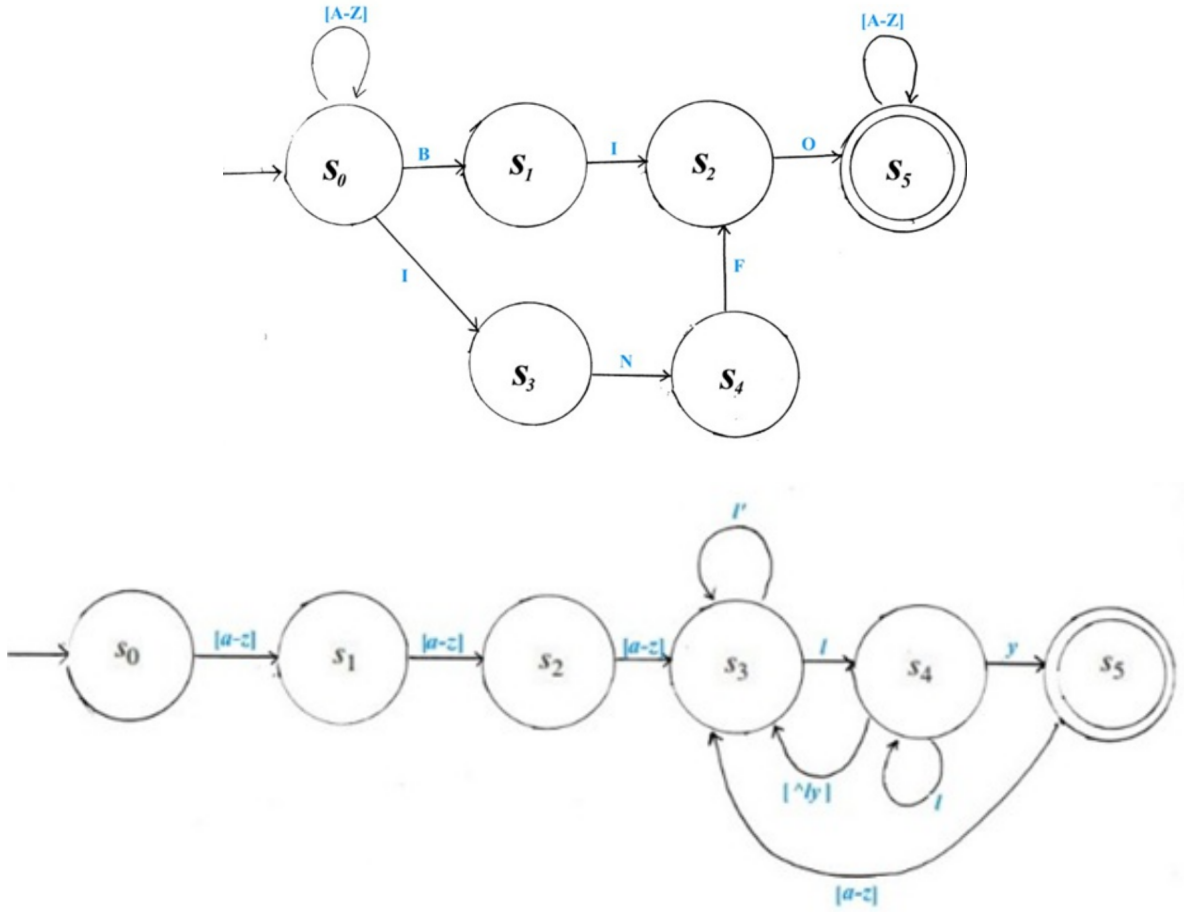 [A-Z] [A-Z]
S0 B S1 I S2 O S5
I F
S3 N S4
l'
s0 [a-z] s1 [a-z] s2 [a-z] s3 l s4 y s5
[^ly] l
[a-z]